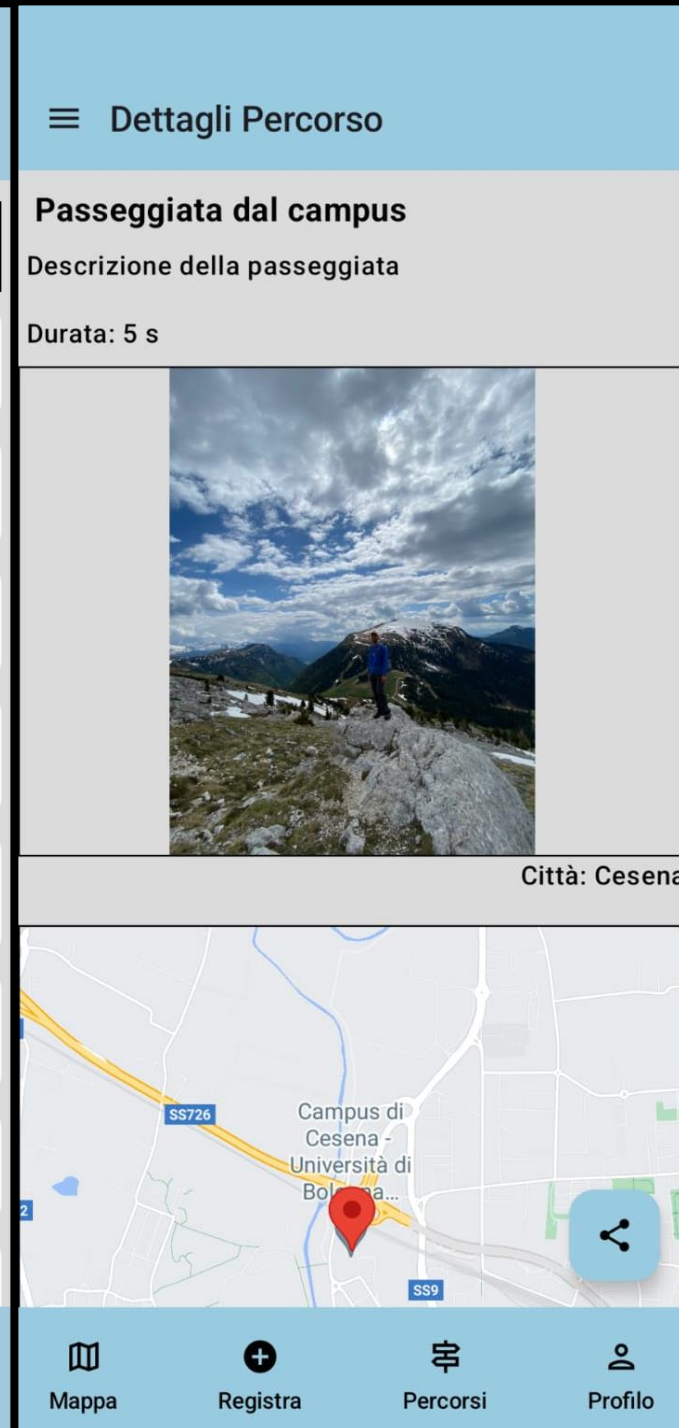 Dettagli Percorso
Passeggiata dal campus
Descrizione della passeggiata
Durata: 5 s
Città: Cesena
SS726
Campus di
Cesena -
Università di
2
SS9
Mappa
Registra
Percorsi
Profilo